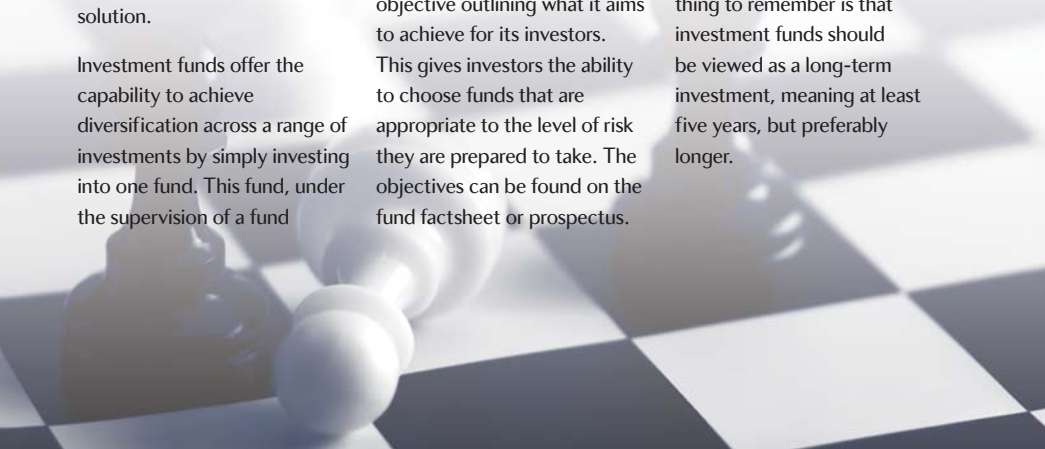 solution.
Investment funds offer the
capability to achieve
diversification across a range of
investments by simply investing
into one fund. This fund, under
the supervision of a fund
objective outlining what it aims
to achieve for its investors.
This gives investors the ability
to choose funds that are
appropriate to the level of risk
they are prepared to take. The
objectives can be found on the
fund factsheet or prospectus.
thing to remember is that
investment funds should
be viewed as a long-term
investment, meaning at least
five years, but preferably
longer.